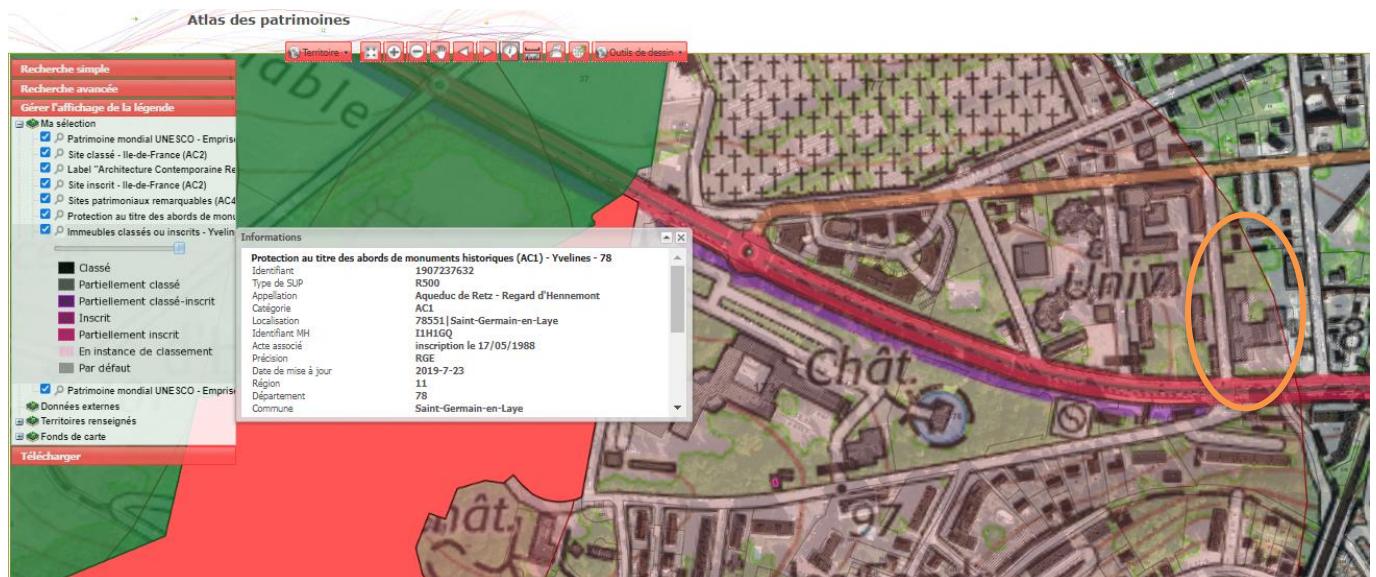 Atlas des patrimoines
Territoire
Outils de dessin
Recherche simple
Recherche avancée
Gérer l'affichage de la légende
Ma sélection
Patrimoine mondial UNESCO - Emprise
Site classé - Ile-de-France (AC2)
Label "Architecture Contemporaine Re
Site inscrit - Ile-de-France (AC2)
Sites patrimoniaux remarquables (AC4
Protection au titre des abords de monu
Immeubles classés ou inscrits - Yvelin
Classé
Partiellement classé
Partiellement classé-inscrit
Inscrit
Partiellement inscrit
En instance de classement
Par défaut
Patrimoine mondial UNESCO - Emprise
Données externes
Territoires renseignés
Fonds de carte
Télécharger
Informations
Protection au titre des abords de monuments historiques (AC1) - Yvelines - 78
Identifiant 1907237632
Type de SUP R500
Appellation Aqueduc de Retz - Regard d'Hennemont
Catégorie AC1
Localisation 78551|Saint-Germain-en-Laye
Identifiant MH I1H1GQ
Acte associé inscription le 17/05/1988
Précision RGE
Date de mise à jour 2019-7-23
Région 11
Département 78
Commune Saint-Germain-en-Laye
37
able
Univ
Chât.
78
hât.
97